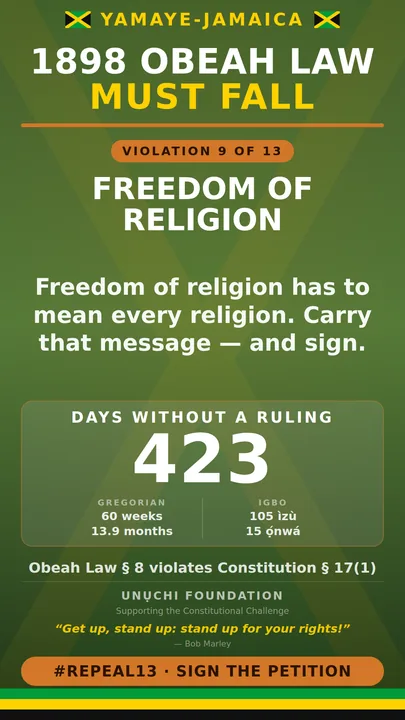 YAMAYE-JAMAICA
1898 OBEAH LAW
MUST FALL
VIOLATION 9 OF 13
FREEDOM OF
RELIGION
Freedom of religion has to
mean every religion. Carry
that message — and sign.
DAYS WITHOUT A RULING
423
GREGORIAN
60 weeks
13.9 months
IGBO
105 ìzù
15 ọ́nwá
Obeah Law § 8 violates Constitution § 17(1)
UNỤCHI FOUNDATION
Supporting the Constitutional Challenge
“Get up, stand up: stand up for your rights!”
— Bob Marley
#REPEAL13 · SIGN THE PETITION